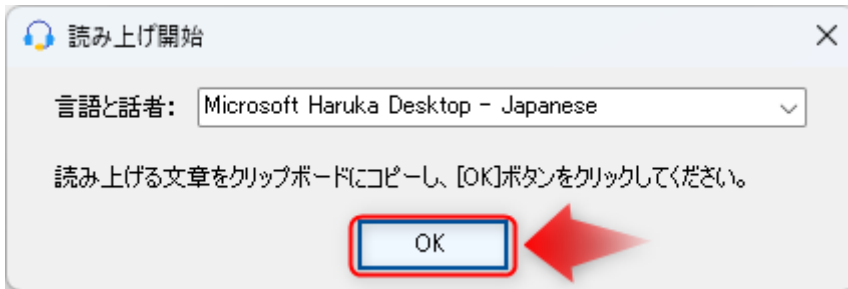 読み上げ開始
言語と話者: Microsoft Haruka Desktop - Japanese
読み上げる文章をクリップボードにコピーし、[OK]ボタンをクリックしてください。
OK